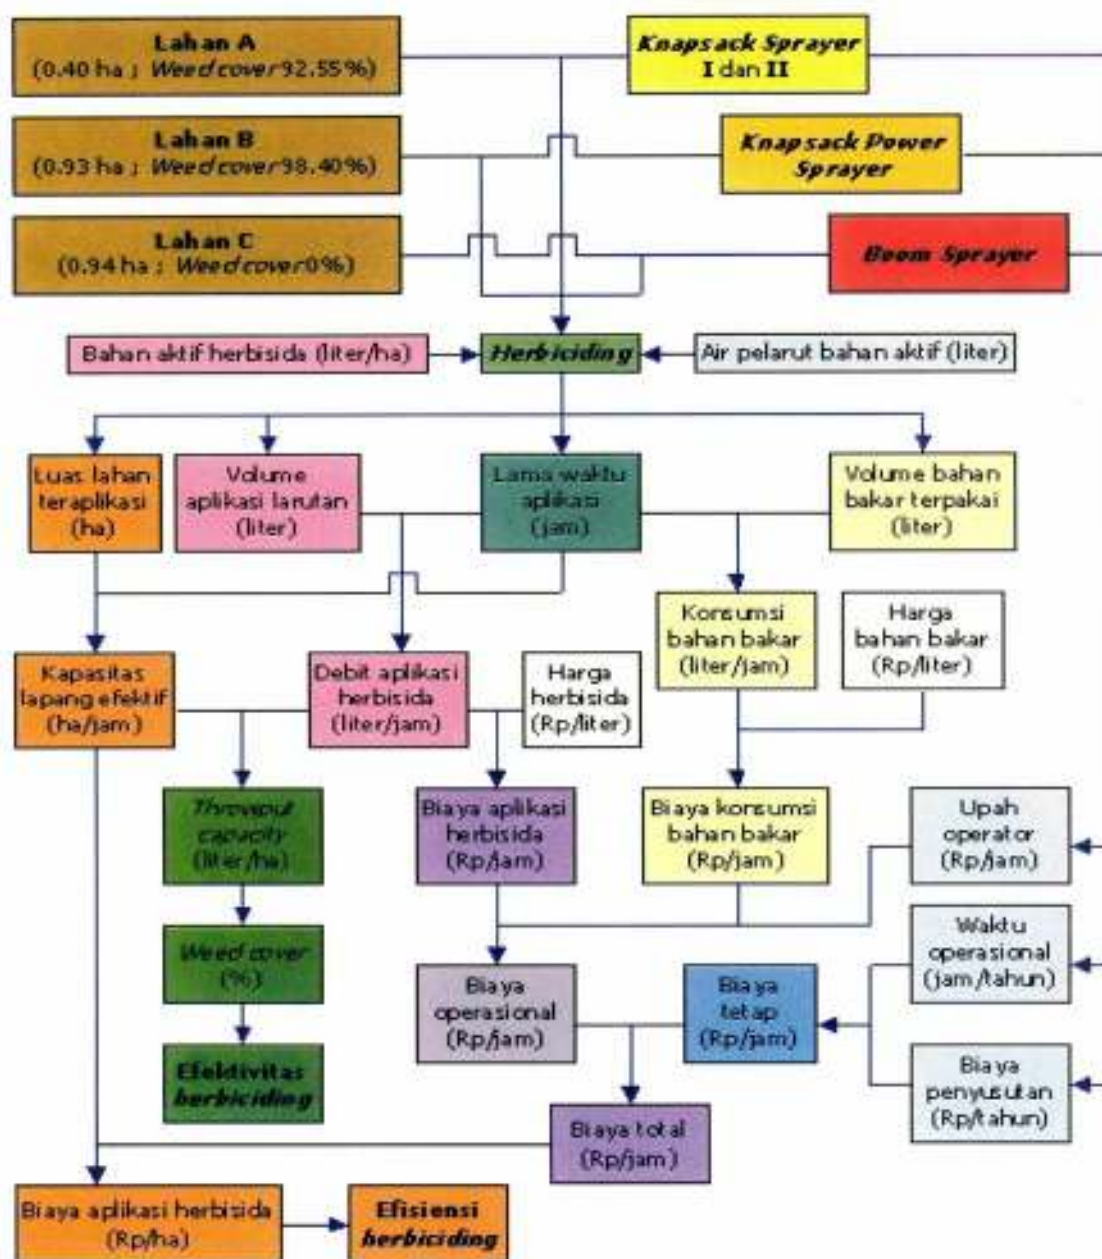 Lahan A
(0.40 ha ; Weed cover 92.55%)
Knapsack Sprayer
I dan II
Lahan B
(0.93 ha ; Weed cover 98.40%)
Knapsack Power
Sprayer
Lahan C
(0.94 ha ; Weed cover 0%)
Boom Sprayer
Bahan aktif herbisida (liter/ha)
Herbiciding
Air pelarut bahan aktif (liter)
Luas lahan
teraplikasi
(ha)
Volume
aplikasi larutan
(liter)
Lama waktu
aplikasi
(jam)
Volume bahan
bakar terpakai
(liter)
Konsumsi
bahan bakar
(liter/jam)
Harga
bahan bakar
(Rp/liter)
Kapasitas
lapang efektif
(ha/jam)
Debit aplikasi
herbisida
(liter/jam)
Harga
herbisida
(Rp/liter)
Throuput
capacity
(liter/ha)
Biaya aplikasi
herbisida
(Rp/jam)
Biaya konsumsi
bahan bakar
(Rp/jam)
Upah
operator
(Rp/jam)
Weed cover
(%)
Biaya
operasional
(Rp/jam)
Biaya
tetap
(Rp/jam)
Waktu
operasional
(jam/tahun)
Efektivitas
herbiciding
Biaya
penyusutan
(Rp/tahun)
Biaya total
(Rp/jam)
Biaya aplikasi herbisida
(Rp/ha)
Efisiensi
herbiciding